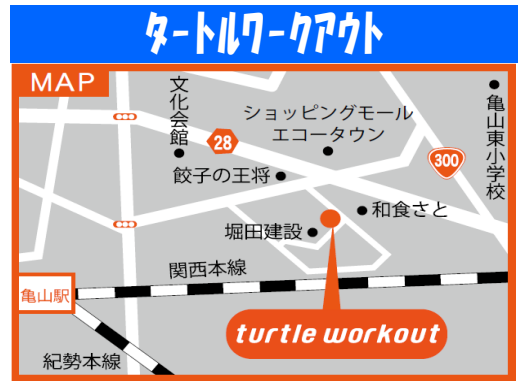 タートルワークアウト
MAP
文化会館
ショッピングモール
エコータウン
亀山東小学校
28
300
餃子の王将
和食さと
堀田建設
関西本線
亀山駅
turtle workout
紀勢本線